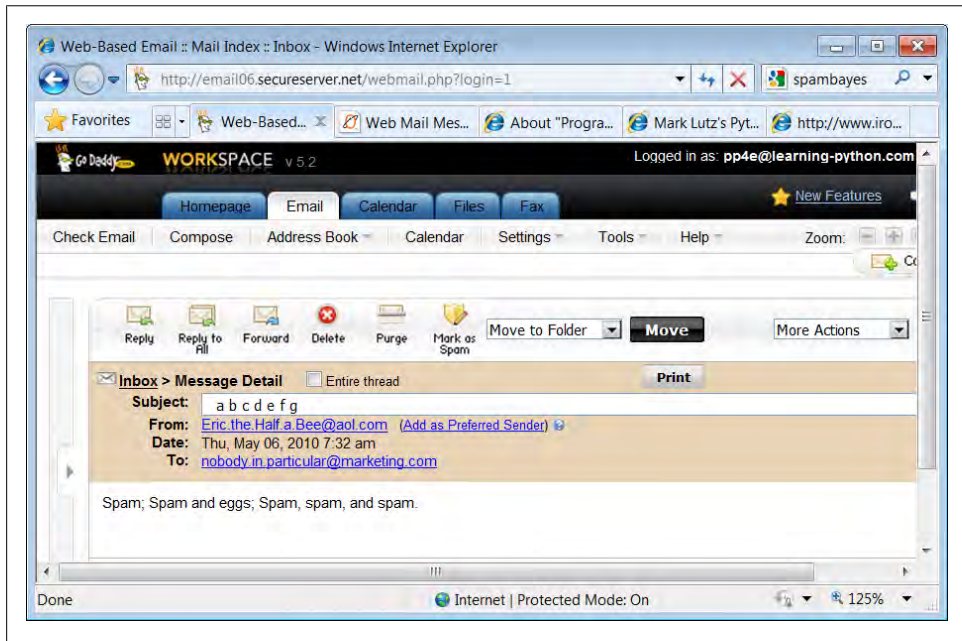 Web-Based Email :: Mail Index :: Inbox - Windows Internet Explorer
http://email06.secureserver.net/webmail.php?login=1
spambayes
Favorites
Web-Based...
Web Mail Mes...
About "Progra...
Mark Lutz's Pyt...
http://www.iro...
Go Daddy
WORKSPACE v 5.2
Logged in as: pp4e@learning-python.com
Homepage Email Calendar Files Fax
New Features
Check Email Compose Address Book Calendar Settings Tools Help Zoom:
Reply
Reply to All
Forward
Delete
Purge
Mark as Spam
Move to Folder
Move
More Actions
Inbox > Message Detail Entire thread
Print
Subject: a b c d e f g
From: Eric.the.Half.a.Bee@aol.com (Add as Preferred Sender)
Date: Thu, May 06, 2010 7:32 am
To: nobody.in.particular@marketing.com
Spam; Spam and eggs; Spam, spam, and spam.
Done
Internet | Protected Mode: On
125%